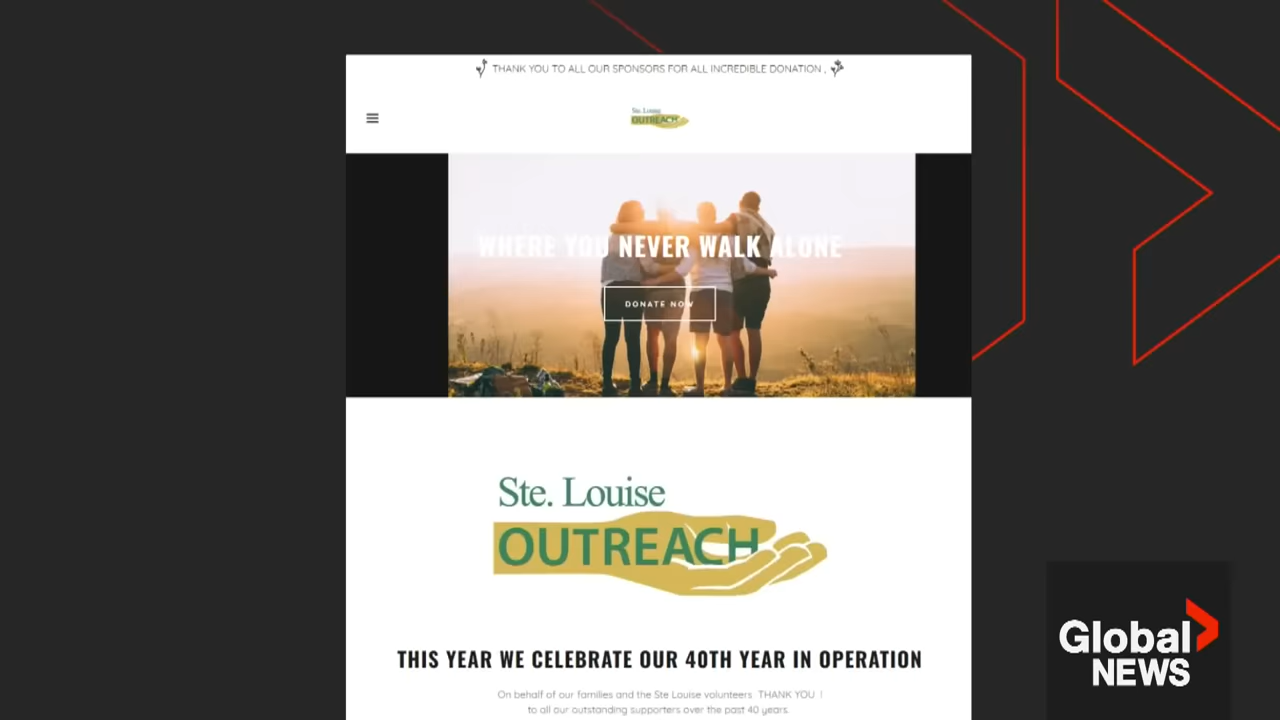 THANK YOU TO ALL OUR SPONSORS FOR ALL INCREDIBLE DONATION .
Ste. Louise
OUTREACH
WHERE YOU NEVER WALK ALONE
DONATE NOW
Ste. Louise
OUTREACH
THIS YEAR WE CELEBRATE OUR 40TH YEAR IN OPERATION
On behalf of our families and the Ste Louise volunteers THANK YOU !
to all our outstanding supporters over the past 40 years.
Global
NEWS